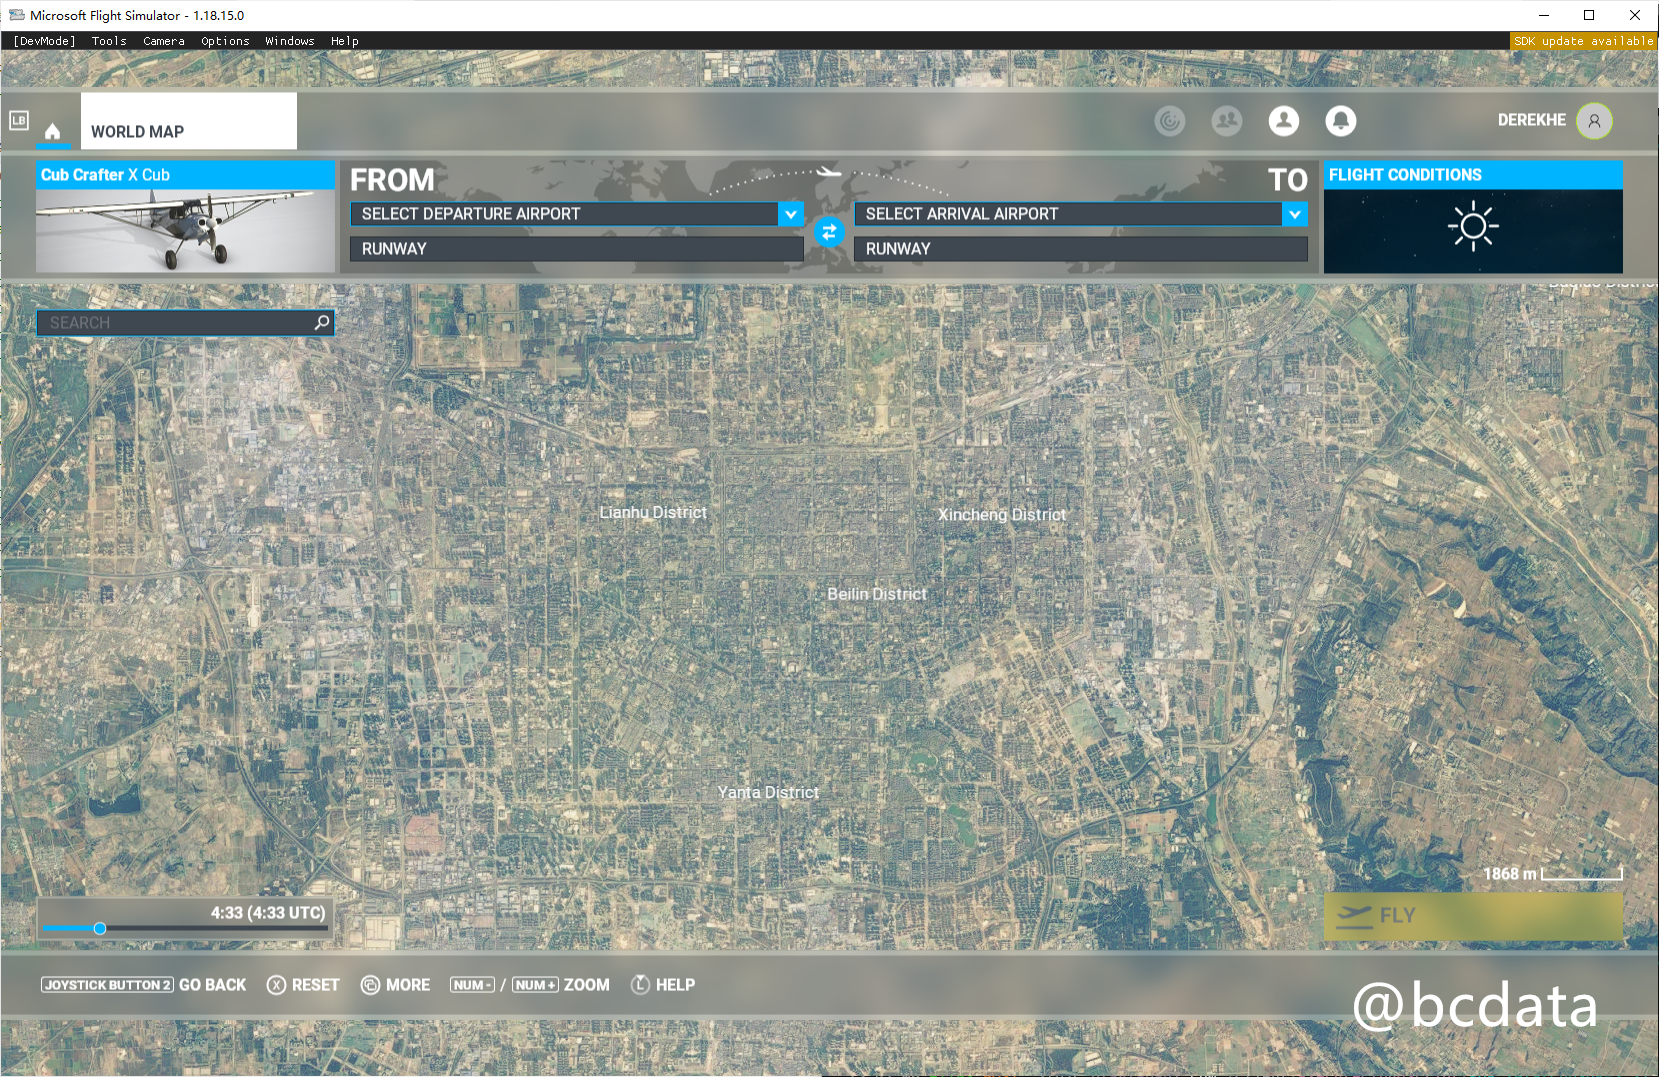 Microsoft Flight Simulator - 1.18.15.0
[DevMode] Tools Camera Options Windows Help
SDK update available
LB
WORLD MAP
DEREKHE
Cub Crafter X Cub
FROM
TO
SELECT DEPARTURE AIRPORT
SELECT ARRIVAL AIRPORT
RUNWAY
RUNWAY
FLIGHT CONDITIONS
SEARCH
Lianhu District
Xincheng District
Beilin District
Yanta District
1868 m
4:33 (4:33 UTC)
FLY
JOYSTICK BUTTON 2 GO BACK X RESET MORE NUM - / NUM + ZOOM L HELP
@bcdata